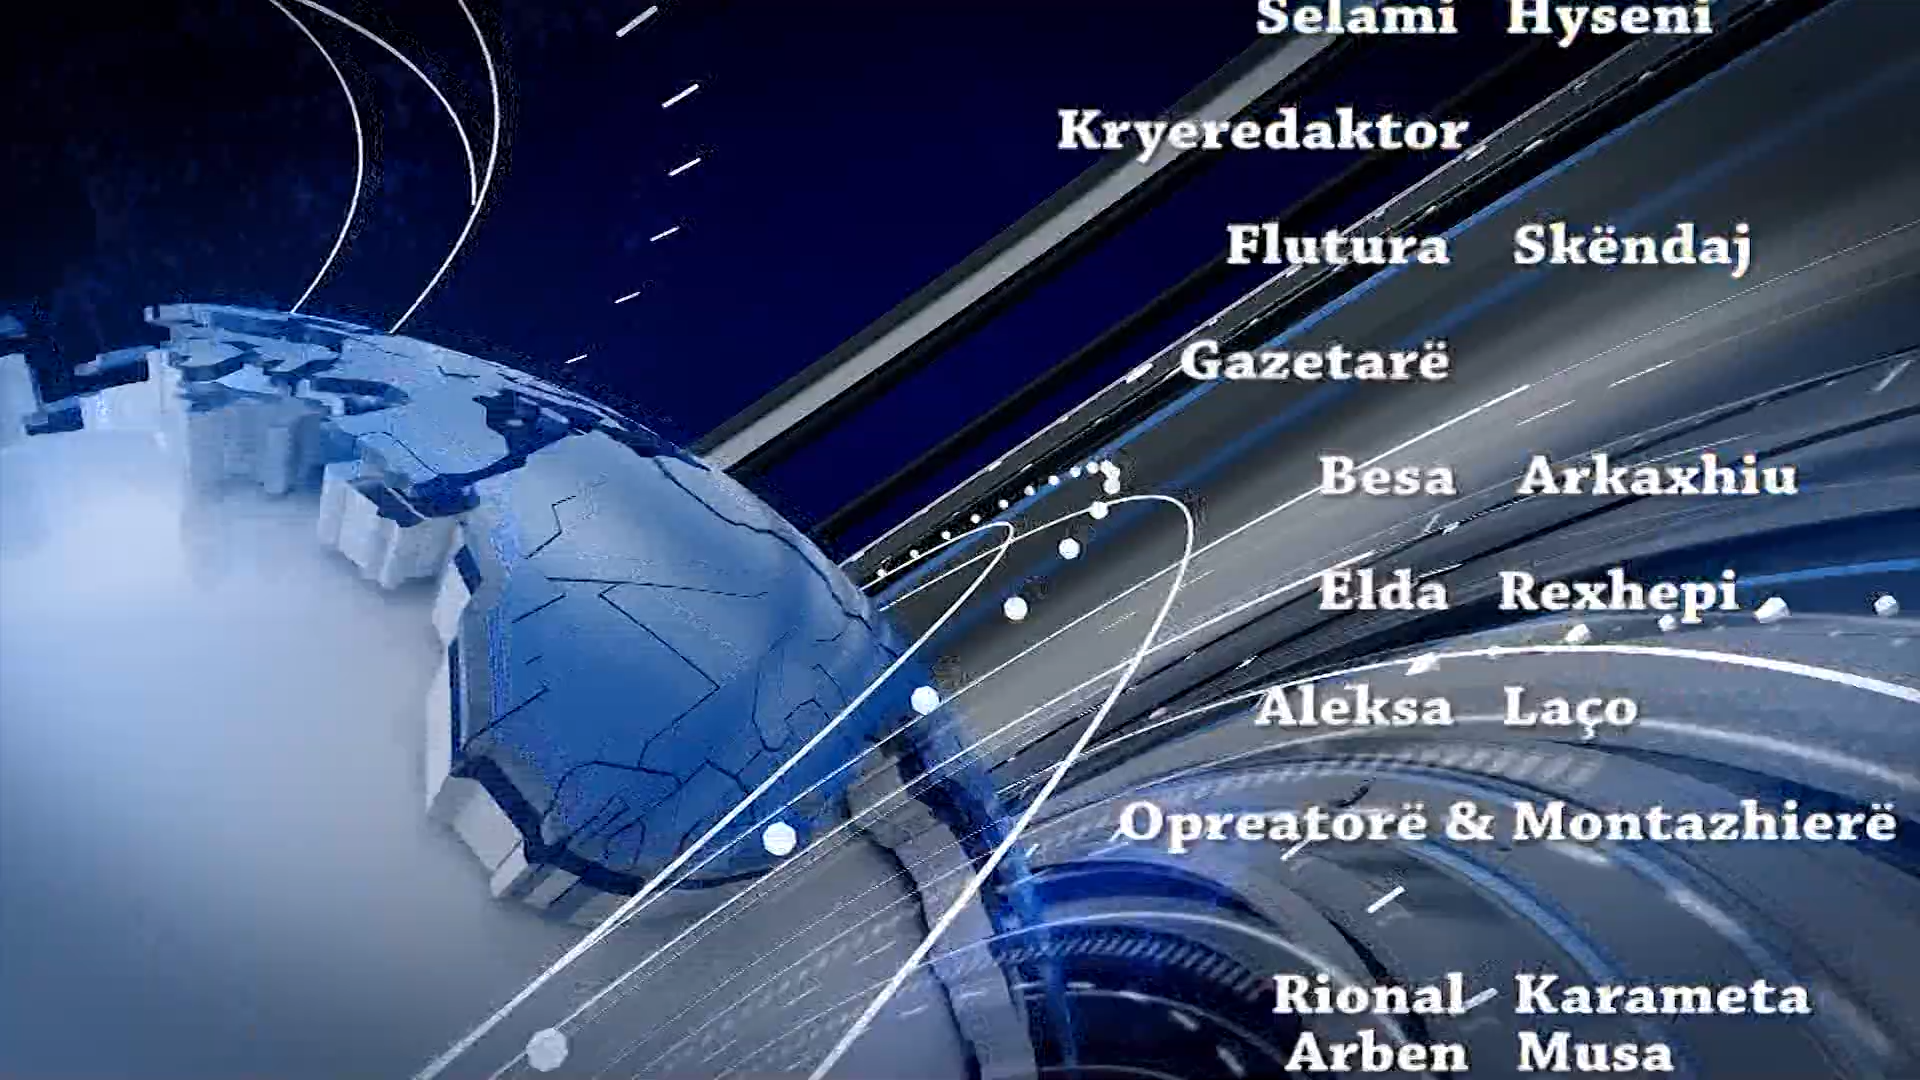 Selami Hyseni
Kryeredaktor
Flutura Skëndaj
Gazetarë
Besa Arkaxhiu
Elda Rexhepi
Aleksa Laço
Opreatorë & Montazhierë
Rional Karameta
Arben Musa